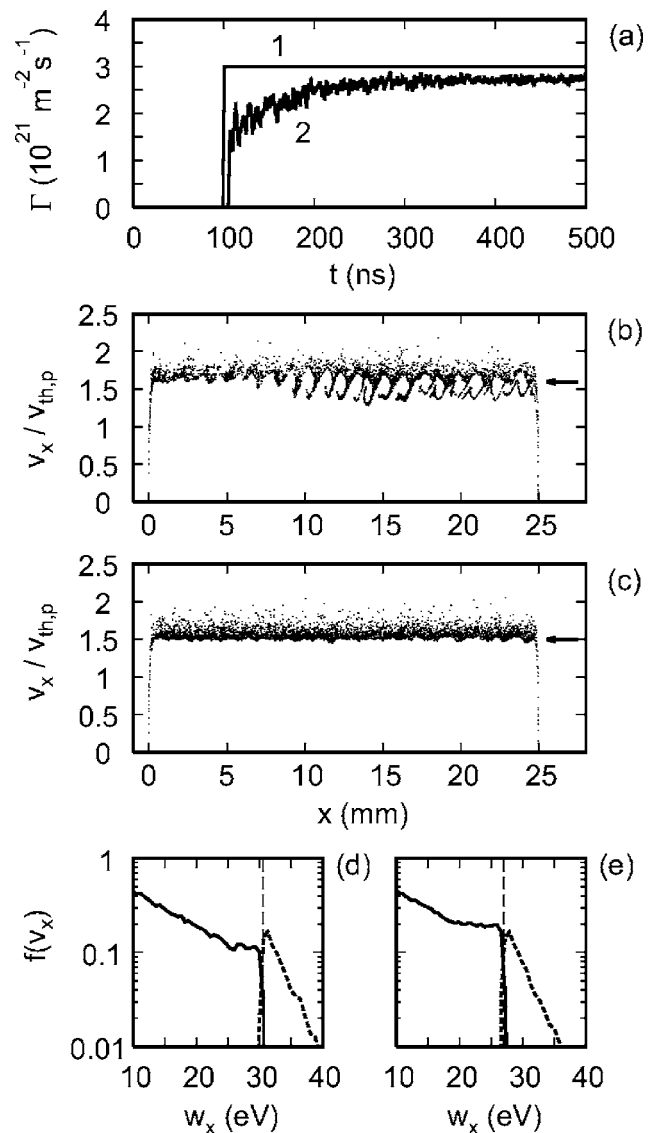 (a)
Γ (10^21 m^-2 s^-1)
4
3
2
1
0
1
2
0 100 200 300 400 500
t (ns)
(b)
v_x / v_th,p
2.5
2
1.5
1
0.5
0
0 5 10 15 20 25
(c)
v_x / v_th,p
2.5
2
1.5
1
0.5
0
0 5 10 15 20 25
x (mm)
(d)
f(v_x)
1
0.1
0.01
10 20 30 40
w_x (eV)
(e)
10 20 30 40
w_x (eV)